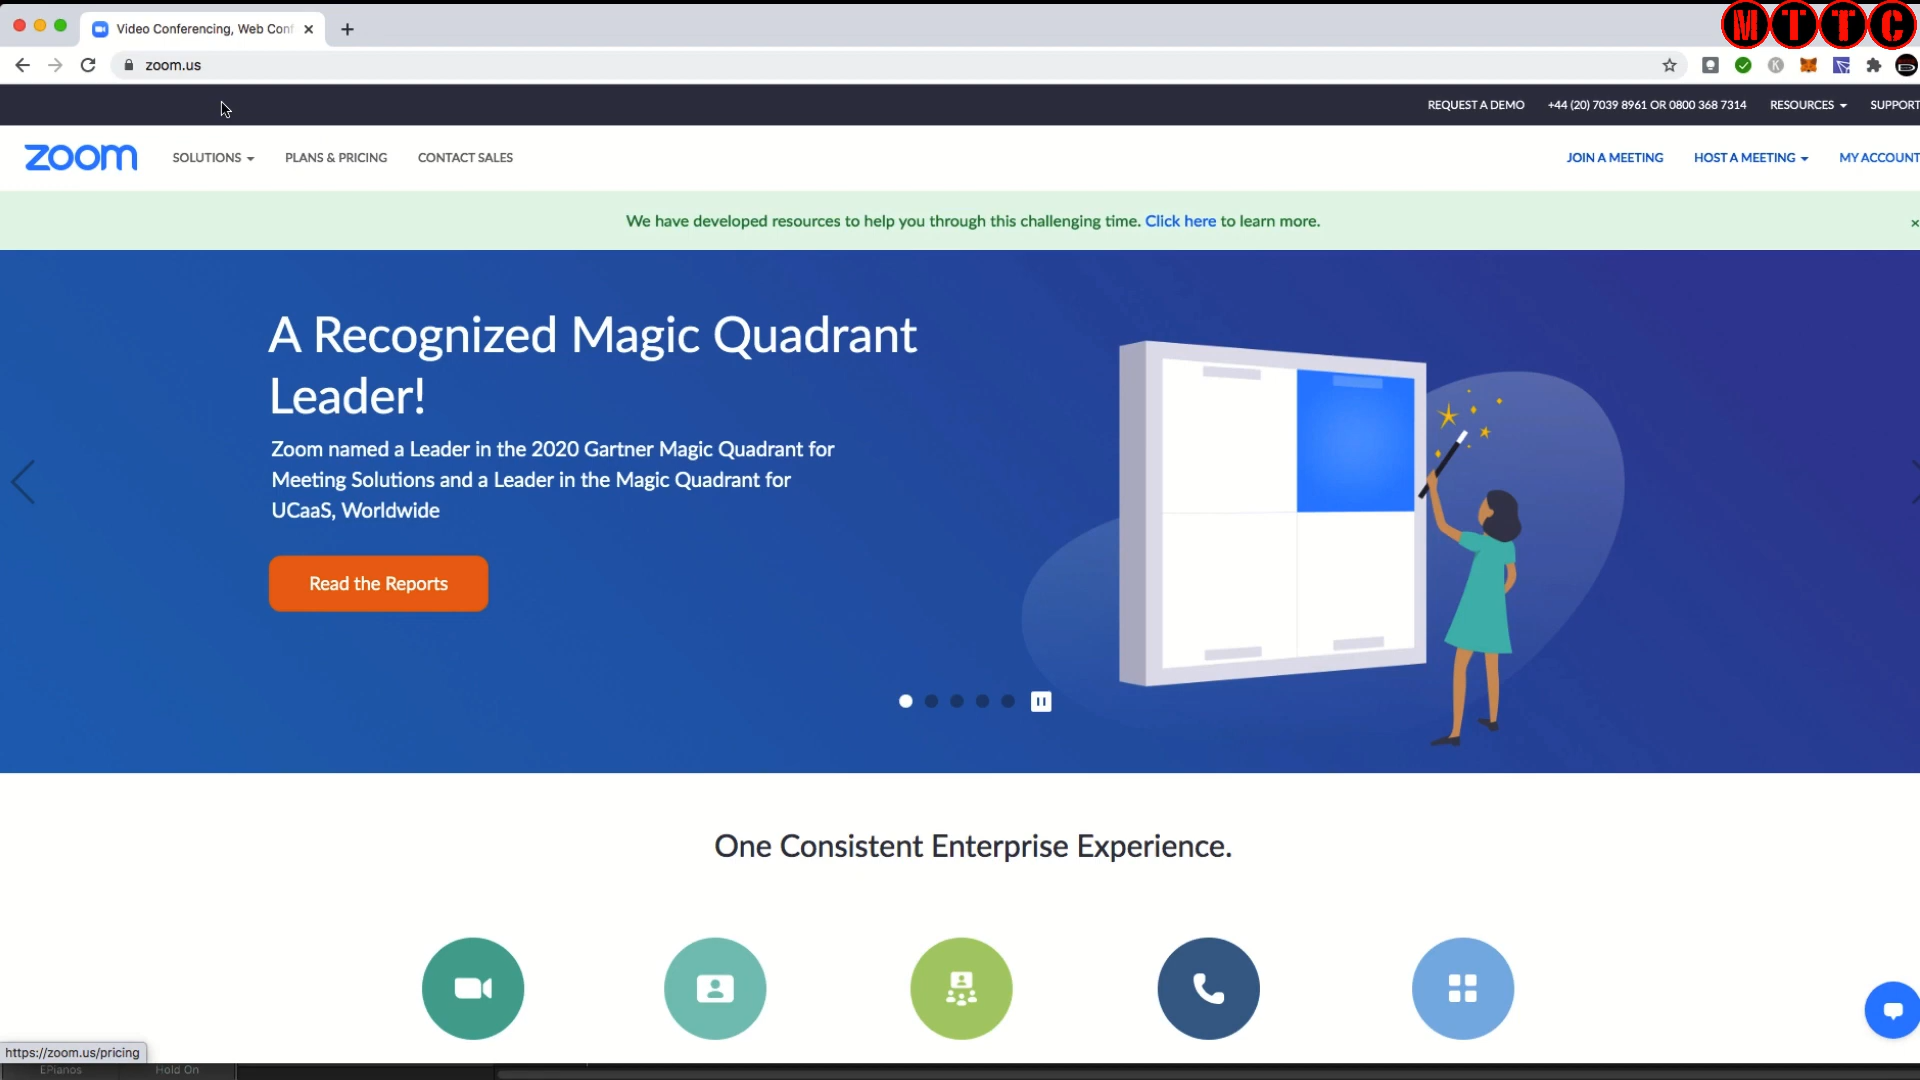 Video Conferencing, Web Conf
MTTC
zoom.us
REQUEST A DEMO +44 (20) 7039 8961 OR 0800 368 7314 RESOURCES SUPPORT
zoom SOLUTIONS PLANS & PRICING CONTACT SALES JOIN A MEETING HOST A MEETING MY ACCOUNT
We have developed resources to help you through this challenging time. Click here to learn more.
A Recognized Magic Quadrant
Leader!
Zoom named a Leader in the 2020 Gartner Magic Quadrant for
Meeting Solutions and a Leader in the Magic Quadrant for
UCaaS, Worldwide
Read the Reports
One Consistent Enterprise Experience.
https://zoom.us/pricing
EPianos Hold On